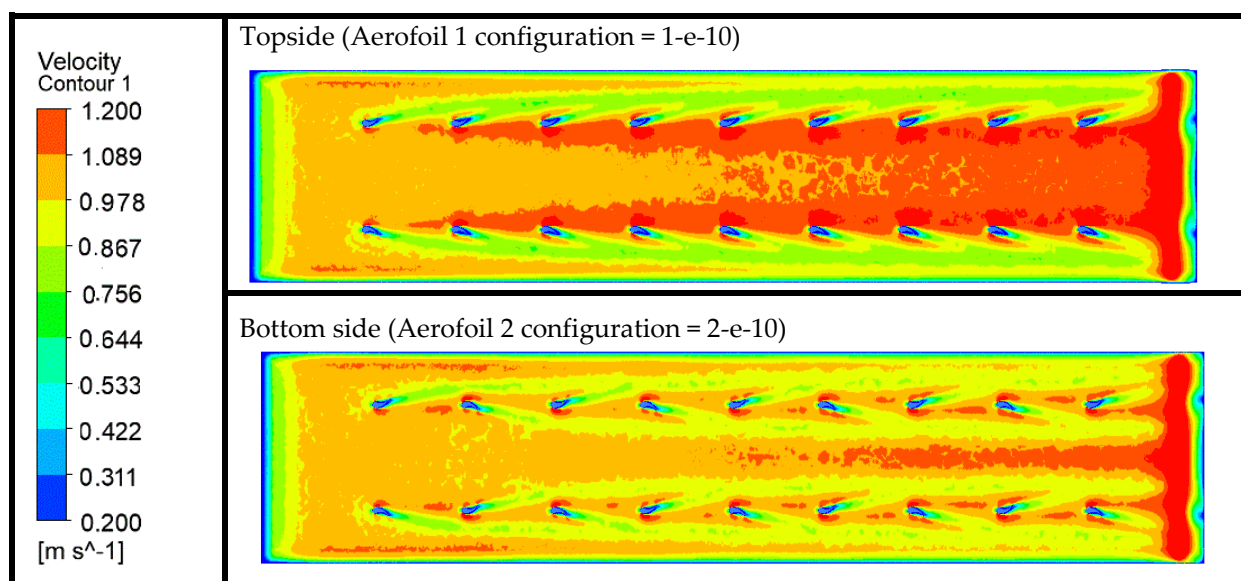 Topside (Aerofoil 1 configuration = 1-e-10)
Velocity
Contour 1
1.200
1.089
0.978
0.867
0.756
0.644
0.533
0.422
0.311
0.200
[m s^-1]
Bottom side (Aerofoil 2 configuration = 2-e-10)